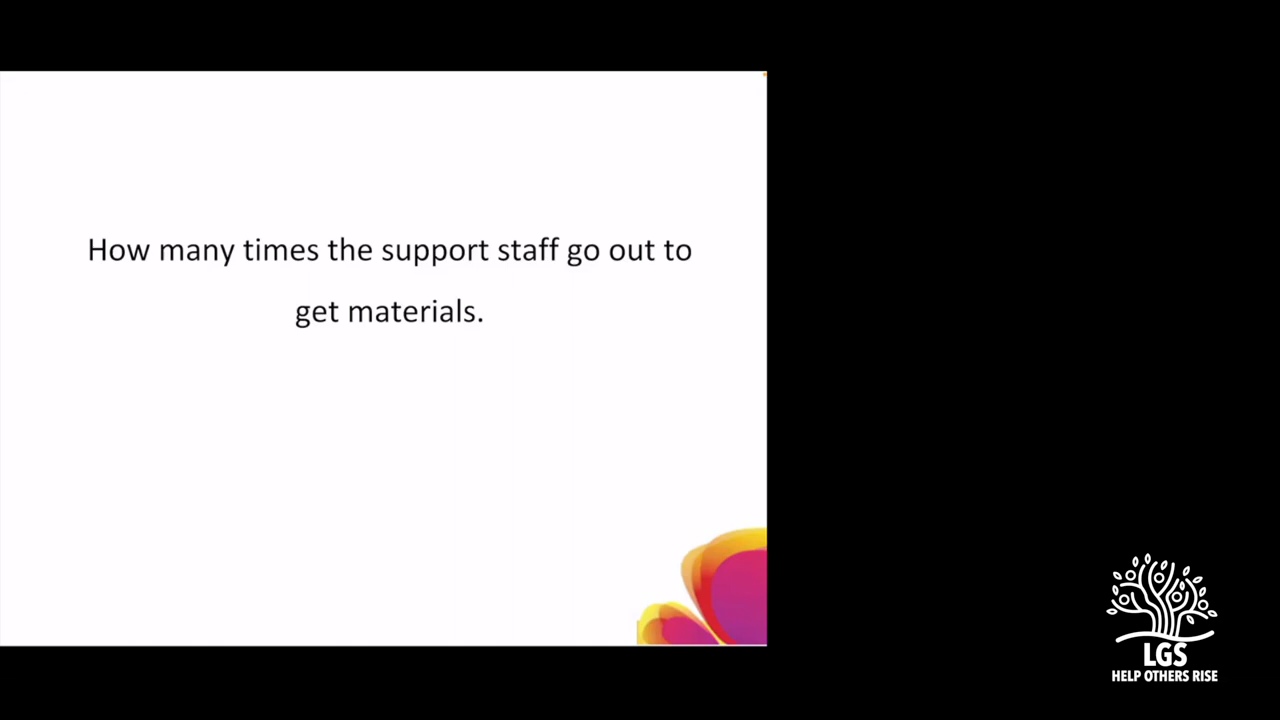 How many times the support staff go out to
get materials.
LGS
HELP OTHERS RISE